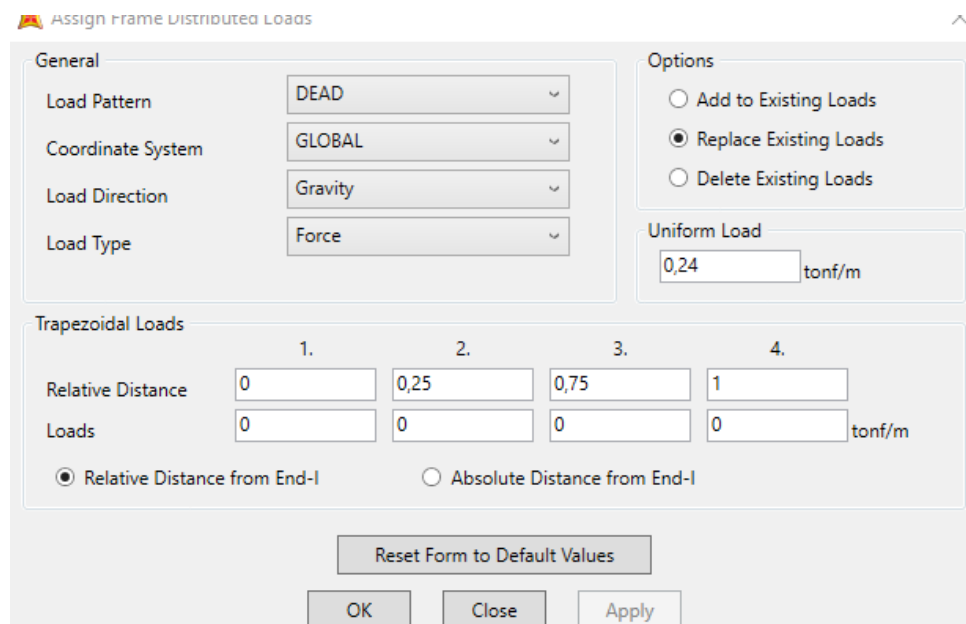 Assign Frame Distributed Loads
General
Load Pattern DEAD
Coordinate System GLOBAL
Load Direction Gravity
Load Type Force
Options
Add to Existing Loads
Replace Existing Loads
Delete Existing Loads
Uniform Load
0,24 tonf/m
Trapezoidal Loads
1. 2. 3. 4.
Relative Distance 0 0,25 0,75 1
Loads 0 0 0 0 tonf/m
Relative Distance from End-I Absolute Distance from End-I
Reset Form to Default Values
OK Close Apply